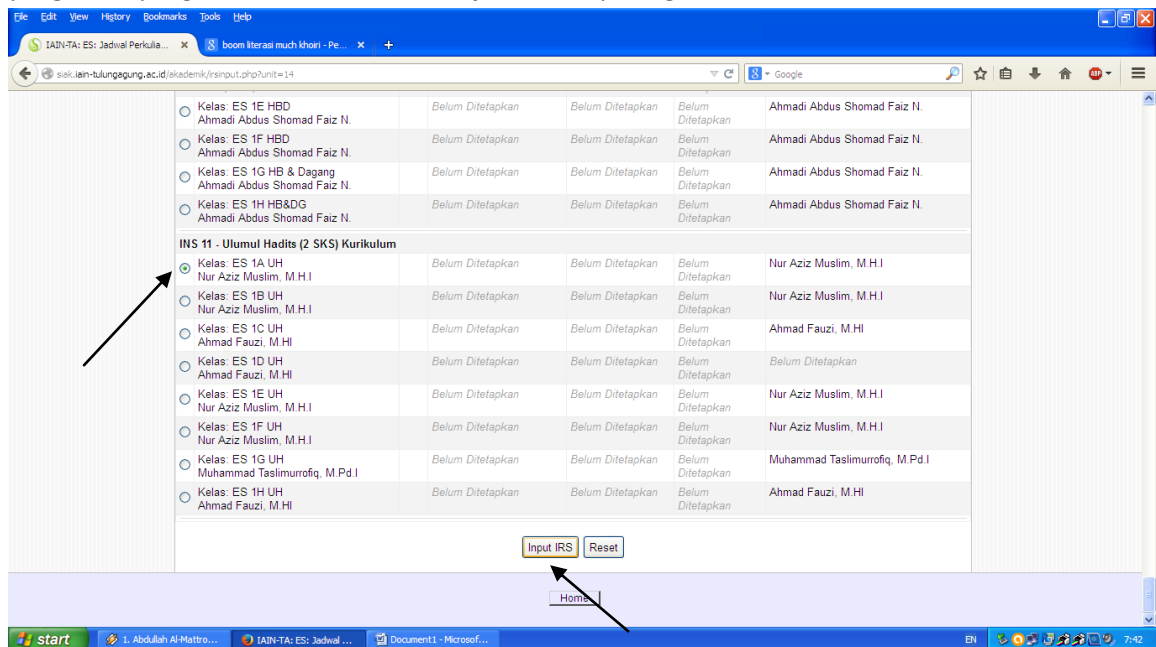 File Edit View History Bookmarks Tools Help
IAIN-TA: ES: Jadwal Perkulia... × boom literasi much khoiri - Pe... × +
siak.iain-tulungagung.ac.id/akademik/irsinput.php?unit=14 Google
Kelas: ES 1E HBD Belum Ditetapkan Belum Ditetapkan Belum Ahmadi Abdus Shomad Faiz N.
Ahmadi Abdus Shomad Faiz N. Ditetapkan
Kelas: ES 1F HBD Belum Ditetapkan Belum Ditetapkan Belum Ahmadi Abdus Shomad Faiz N.
Ahmadi Abdus Shomad Faiz N. Ditetapkan
Kelas: ES 1G HB & Dagang Belum Ditetapkan Belum Ditetapkan Belum Ahmadi Abdus Shomad Faiz N.
Ahmadi Abdus Shomad Faiz N. Ditetapkan
Kelas: ES 1H HB&DG Belum Ditetapkan Belum Ditetapkan Belum Ahmadi Abdus Shomad Faiz N.
Ahmadi Abdus Shomad Faiz N. Ditetapkan
INS 11 - Ulumul Hadits (2 SKS) Kurikulum
Kelas: ES 1A UH Belum Ditetapkan Belum Ditetapkan Belum Nur Aziz Muslim, M.H.I
Nur Aziz Muslim, M.H.I Ditetapkan
Kelas: ES 1B UH Belum Ditetapkan Belum Ditetapkan Belum Nur Aziz Muslim, M.H.I
Nur Aziz Muslim, M.H.I Ditetapkan
Kelas: ES 1C UH Belum Ditetapkan Belum Ditetapkan Belum Ahmad Fauzi, M.HI
Ahmad Fauzi, M.HI Ditetapkan
Kelas: ES 1D UH Belum Ditetapkan Belum Ditetapkan Belum Belum Ditetapkan
Ahmad Fauzi, M.HI Ditetapkan
Kelas: ES 1E UH Belum Ditetapkan Belum Ditetapkan Belum Nur Aziz Muslim, M.H.I
Nur Aziz Muslim, M.H.I Ditetapkan
Kelas: ES 1F UH Belum Ditetapkan Belum Ditetapkan Belum Nur Aziz Muslim, M.H.I
Nur Aziz Muslim, M.H.I Ditetapkan
Kelas: ES 1G UH Belum Ditetapkan Belum Ditetapkan Belum Muhammad Taslimurrofiq, M.Pd.I
Muhammad Taslimurrofiq, M.Pd.I Ditetapkan
Kelas: ES 1H UH Belum Ditetapkan Belum Ditetapkan Belum Ahmad Fauzi, M.HI
Ahmad Fauzi, M.HI Ditetapkan
Input IRS Reset
Home
start 1. Abdullah Al-Mattro... IAIN-TA: ES: Jadwal ... Document1 - Microsof... EN 7:42